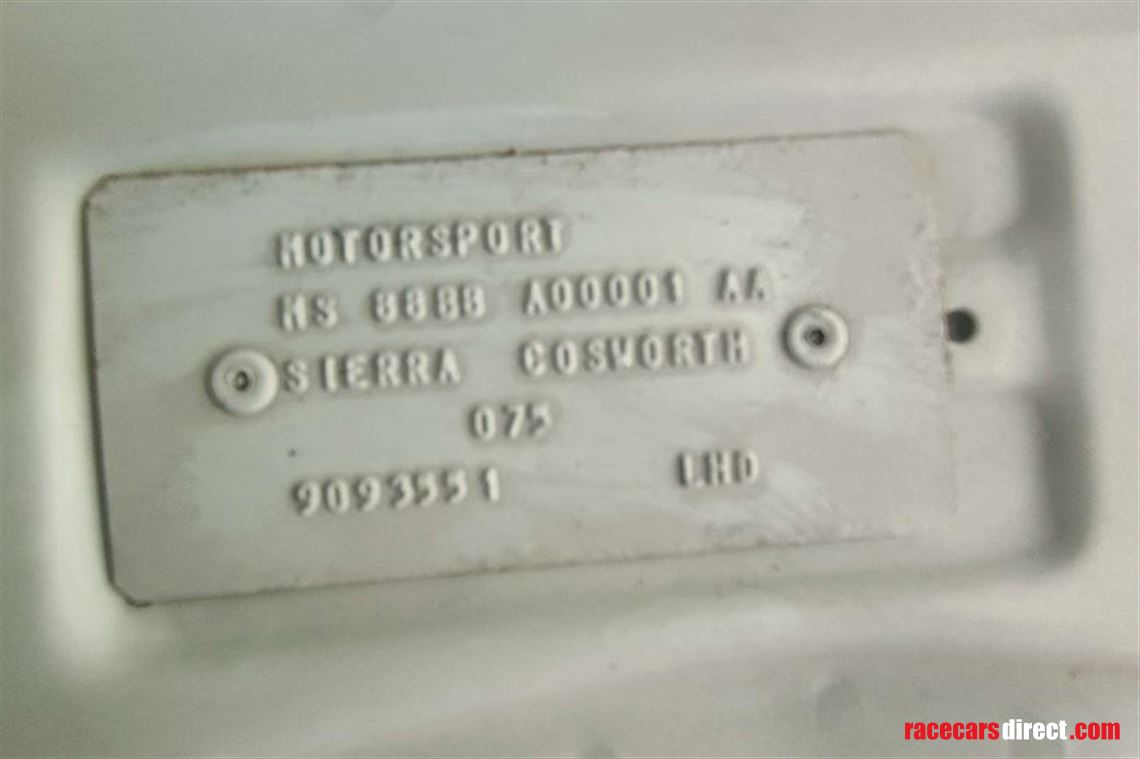 MOTORSPORT
MS 8888 A00001 AA
SIERRA COSWORTH
075
9093551 LHD
racecarsdirect.com